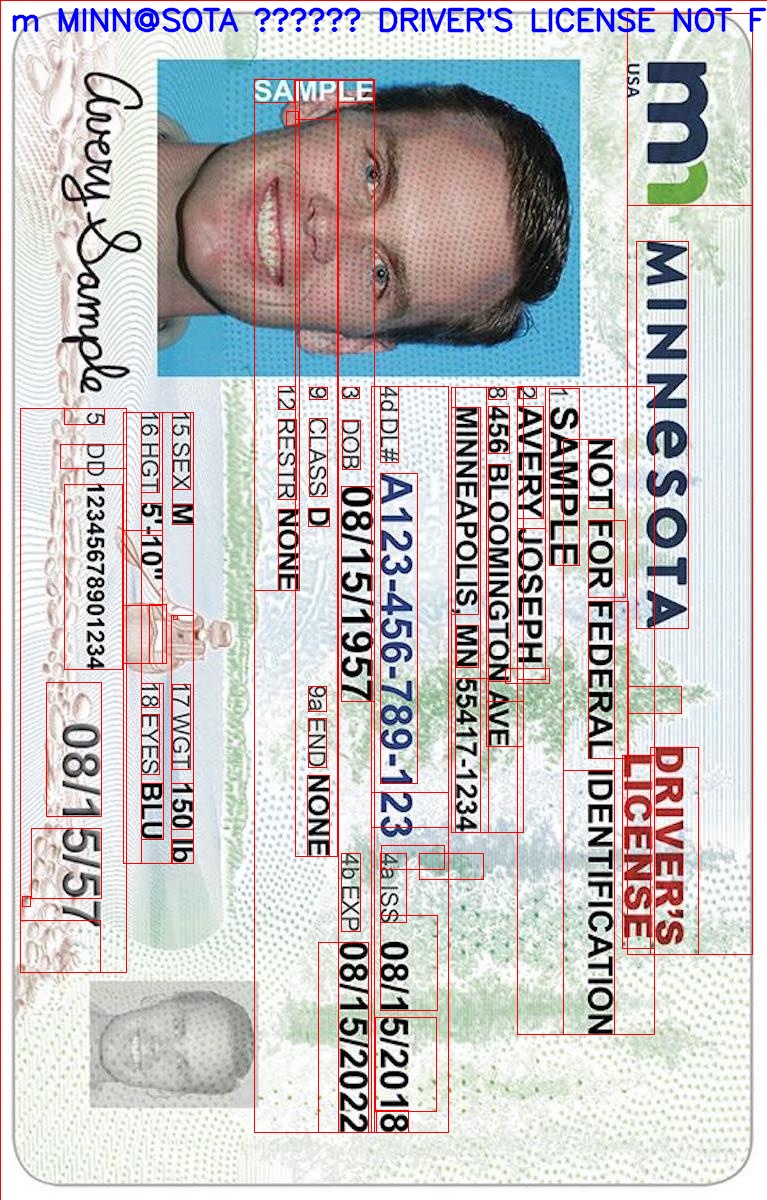 m MINN@SOTA ?????? DRIVER'S LICENSE NOT F
m
USA
MINNeSOTA
DRIVER'S
LICENSE
NOT FOR FEDERAL IDENTIFICATION
1 SAMPLE
2 AVERY JOSEPH
8 456 BLOOMINGTON AVE
MINNEAPOLIS, MN 55417-1234
4d DL# A123-456-789-123 4a ISS 08/15/2018
3 DOB 08/15/1957 4b EXP 08/15/2022
9 CLASS D 9a END NONE
12 RESTR NONE
SAMPLE
15 SEX M 17 WGT 150 lb
16 HGT 5'-10" 18 EYES BLU
5 DD 12345678901234
08/15/57
Avery Sample